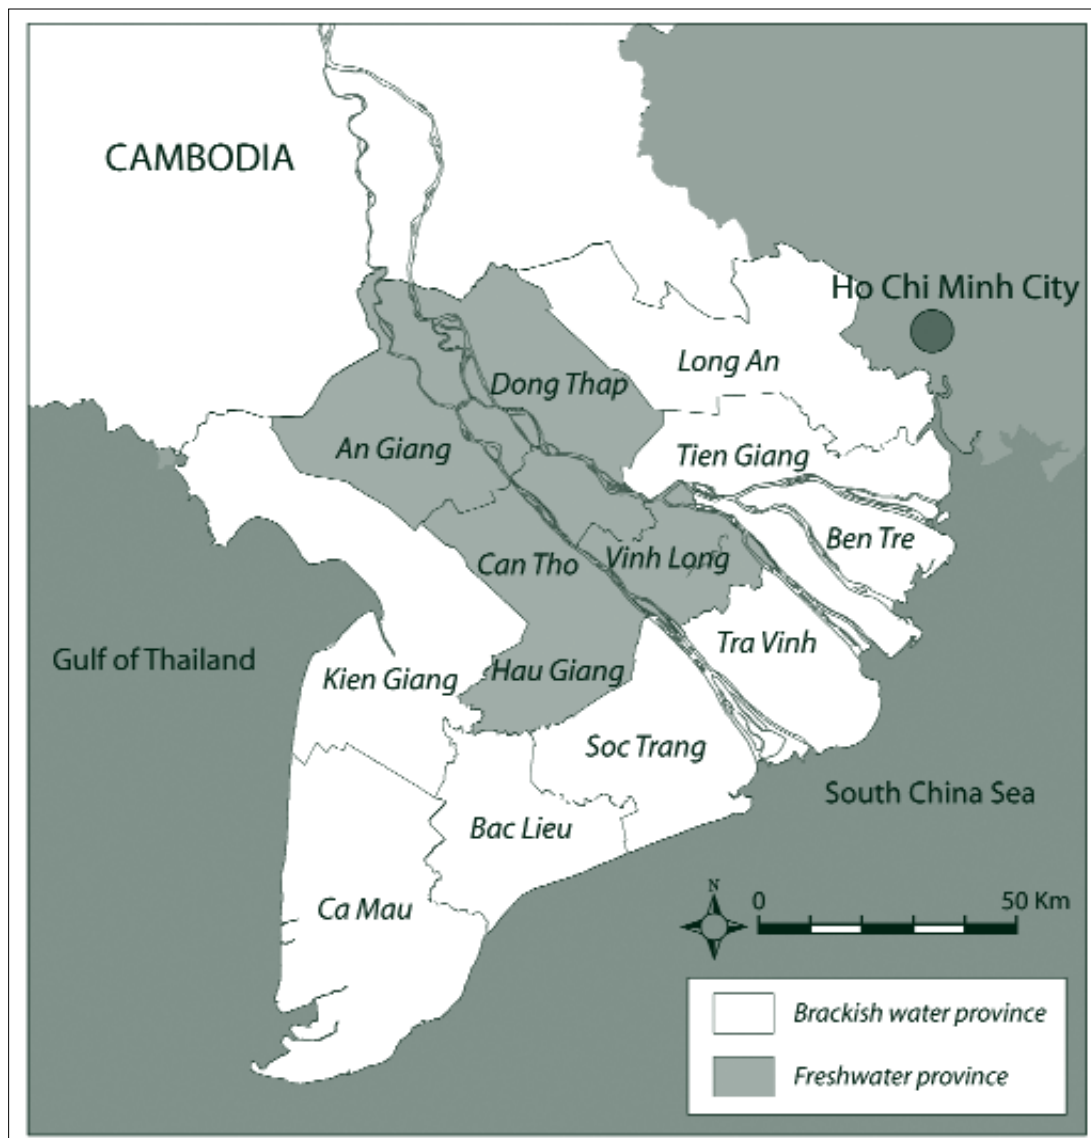 CAMBODIA
Ho Chi Minh City
Long An
Dong Thap
An Giang
Tien Giang
Ben Tre
Can Tho
Vinh Long
Tra Vinh
Gulf of Thailand
Kien Giang
Hau Giang
Soc Trang
South China Sea
Bac Lieu
Ca Mau
N
0 50 Km
Brackish water province
Freshwater province